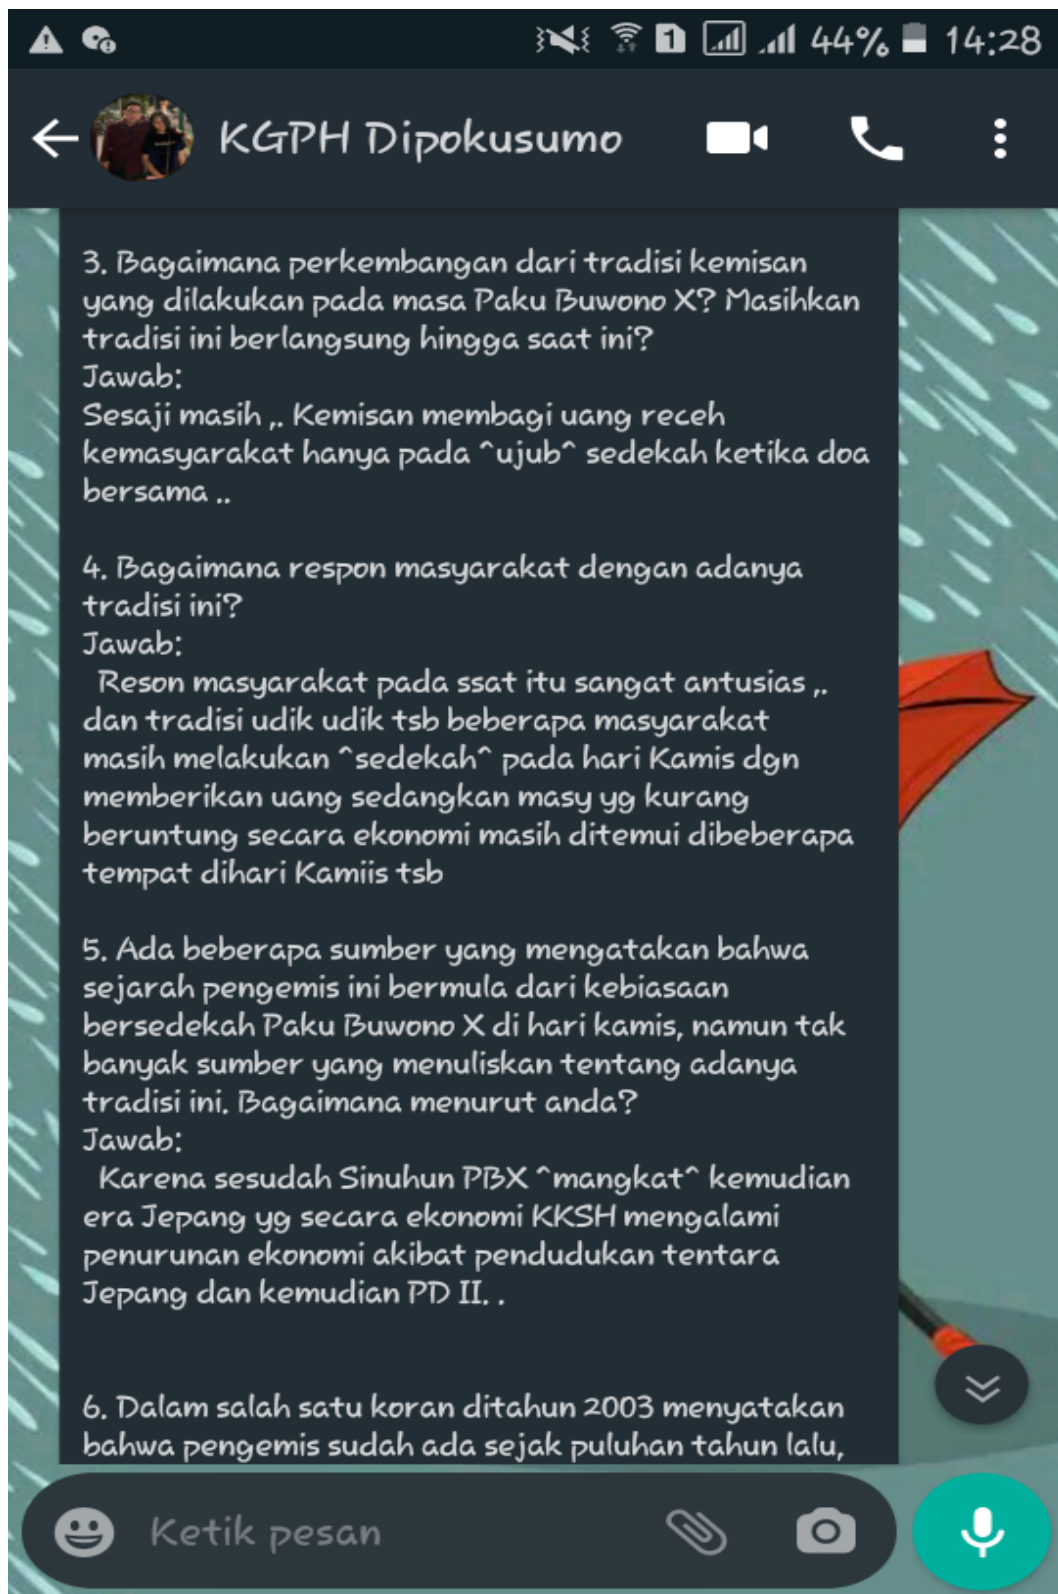 44% 14:28
KGPH Dipokusumo
3. Bagaimana perkembangan dari tradisi kemisan
yang dilakukan pada masa Paku Buwono X? Masihkan
tradisi ini berlangsung hingga saat ini?
Jawab:
Sesaji masih ,. Kemisan membagi uang receh
kemasyarakat hanya pada ^ujub^ sedekah ketika doa
bersama ..
4. Bagaimana respon masyarakat dengan adanya
tradisi ini?
Jawab:
Reson masyarakat pada ssat itu sangat antusias ,.
dan tradisi udik udik tsb beberapa masyarakat
masih melakukan ^sedekah^ pada hari Kamis dgn
memberikan uang sedangkan masy yg kurang
beruntung secara ekonomi masih ditemui dibeberapa
tempat dihari Kamiis tsb
5. Ada beberapa sumber yang mengatakan bahwa
sejarah pengemis ini bermula dari kebiasaan
bersedekah Paku Buwono X di hari kamis, namun tak
banyak sumber yang menuliskan tentang adanya
tradisi ini. Bagaimana menurut anda?
Jawab:
Karena sesudah Sinuhun PBX ^mangkat^ kemudian
era Jepang yg secara ekonomi KKSH mengalami
penurunan ekonomi akibat pendudukan tentara
Jepang dan kemudian PD II. .
6. Dalam salah satu koran ditahun 2003 menyatakan
bahwa pengemis sudah ada sejak puluhan tahun lalu,
Ketik pesan